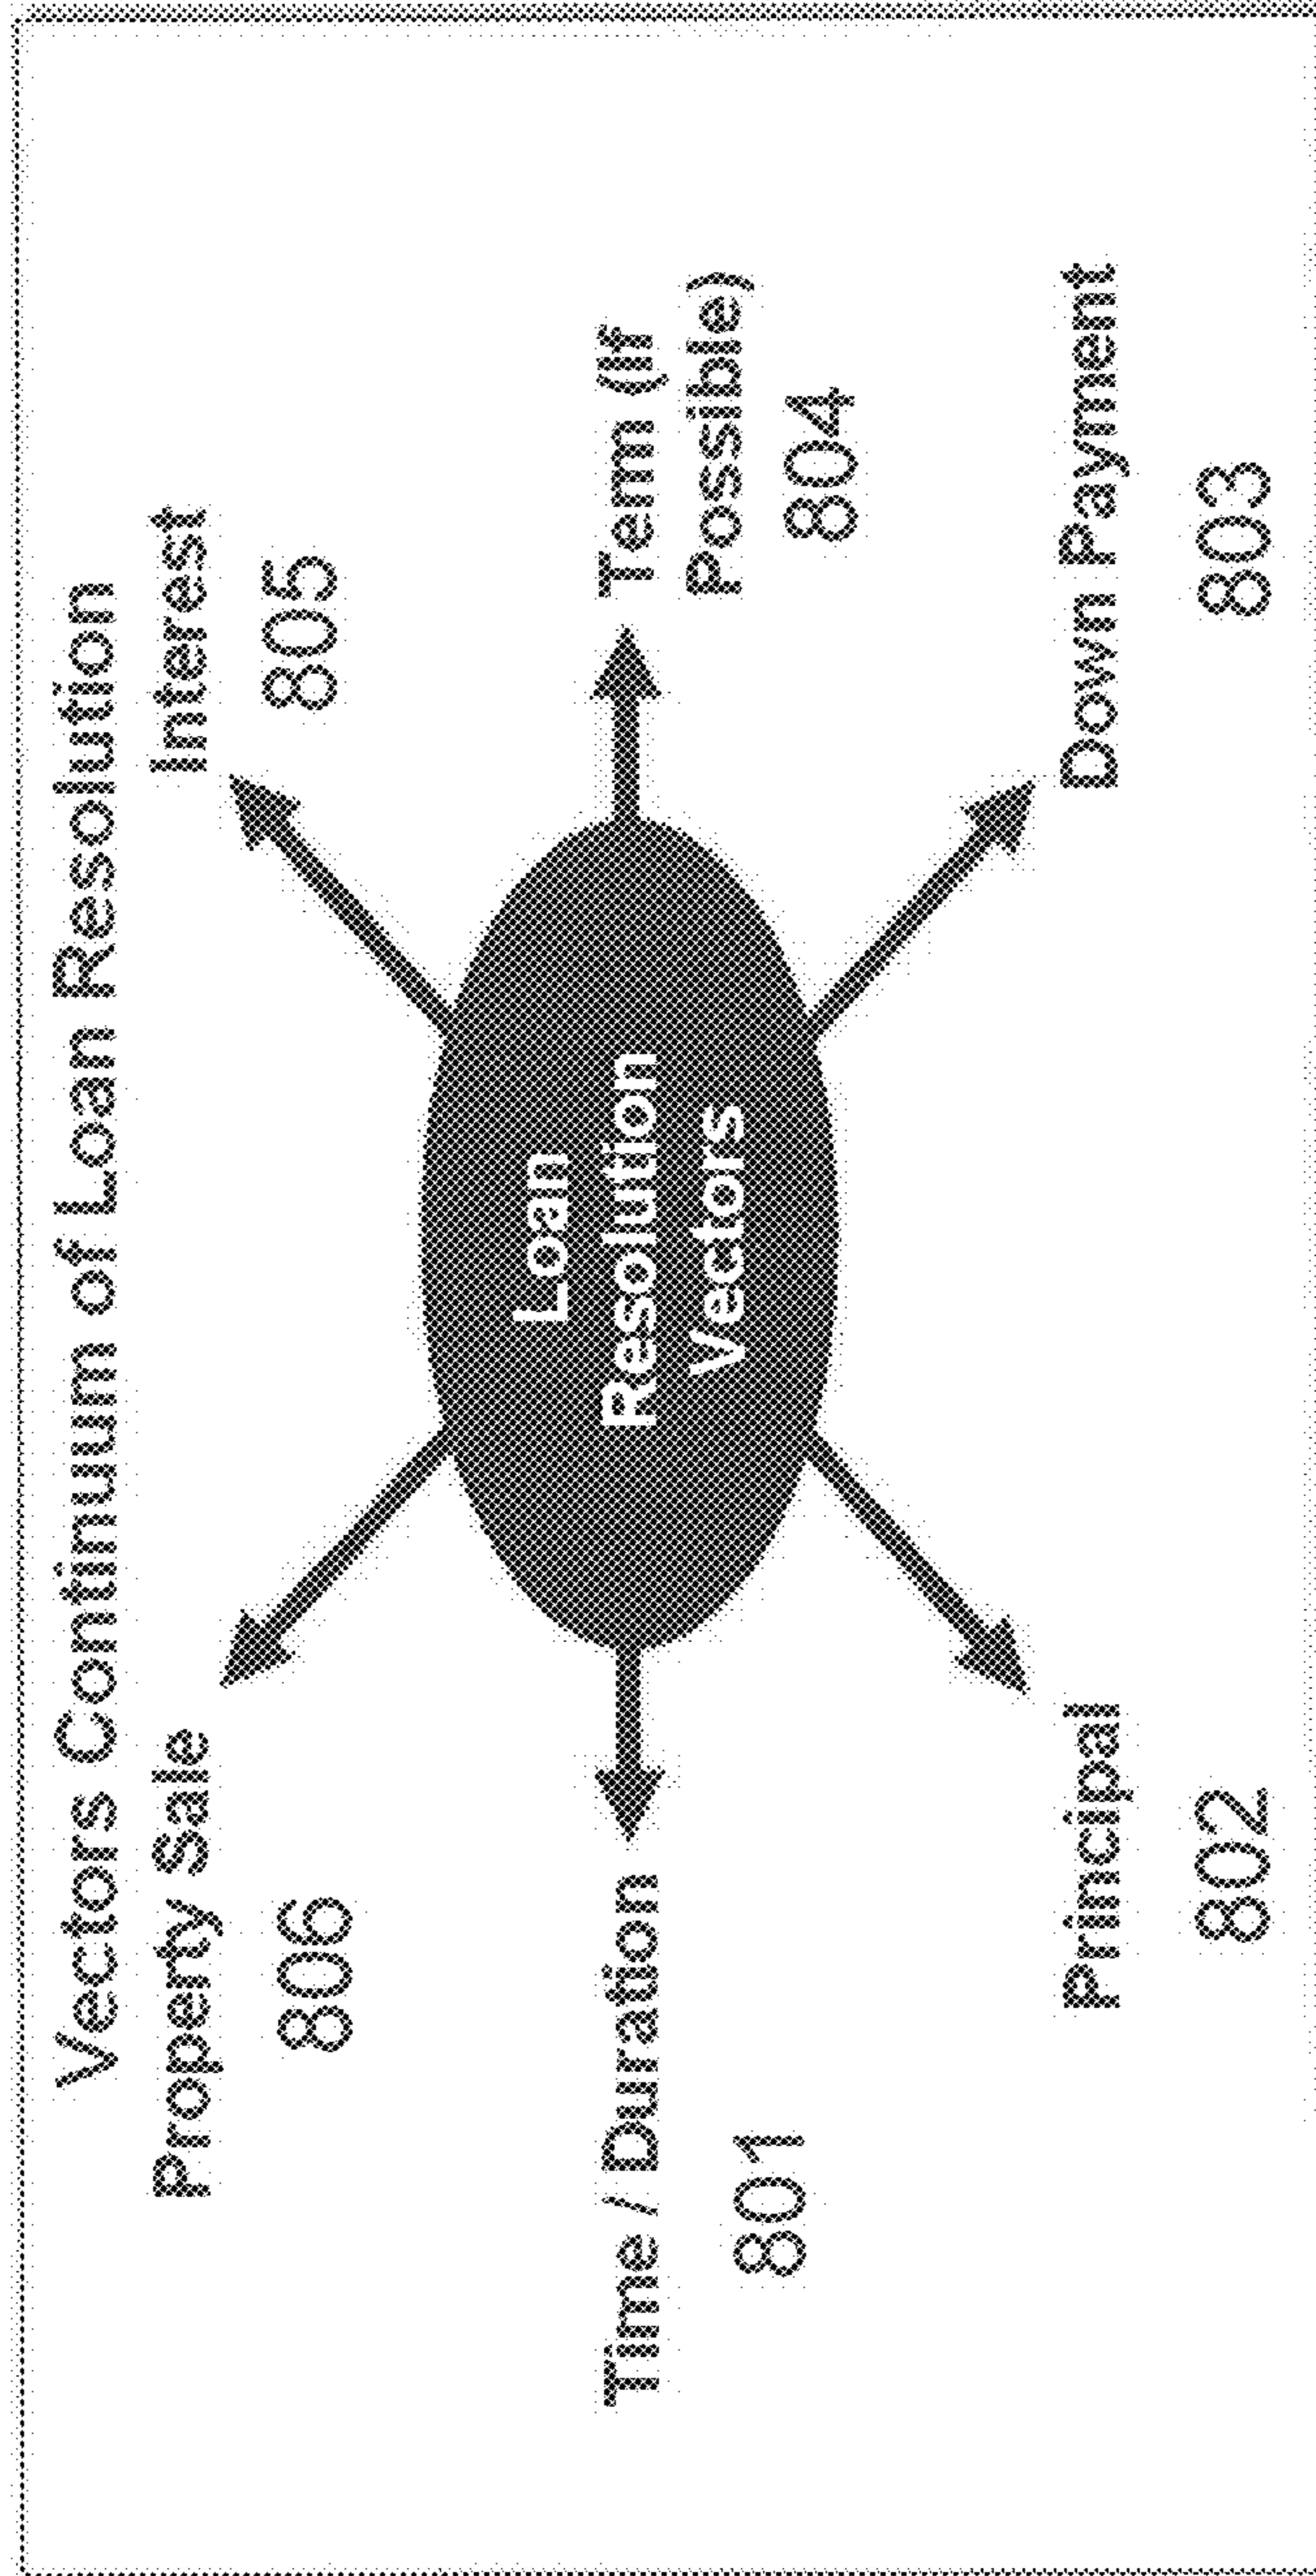 Vectors Continuum of Loan Resolution
Property Sale
806
Interest
805
Time / Duration
801
Loan
Resolution
Vectors
Term (If
Possible)
804
Principal
802
Down Payment
803